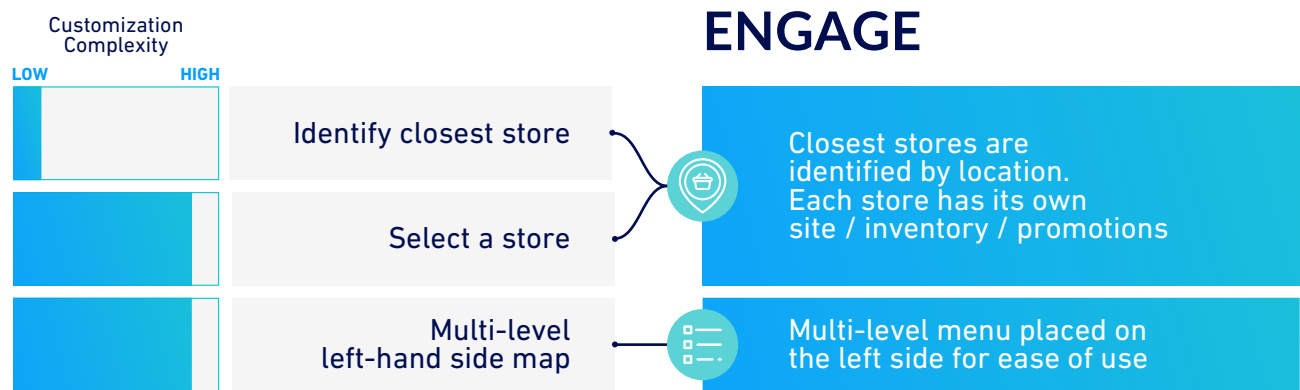 Customization
Complexity
LOW HIGH
ENGAGE
Identify closest store
Select a store
Closest stores are
identified by location.
Each store has its own
site / inventory / promotions
Multi-level
left-hand side map
Multi-level menu placed on
the left side for ease of use